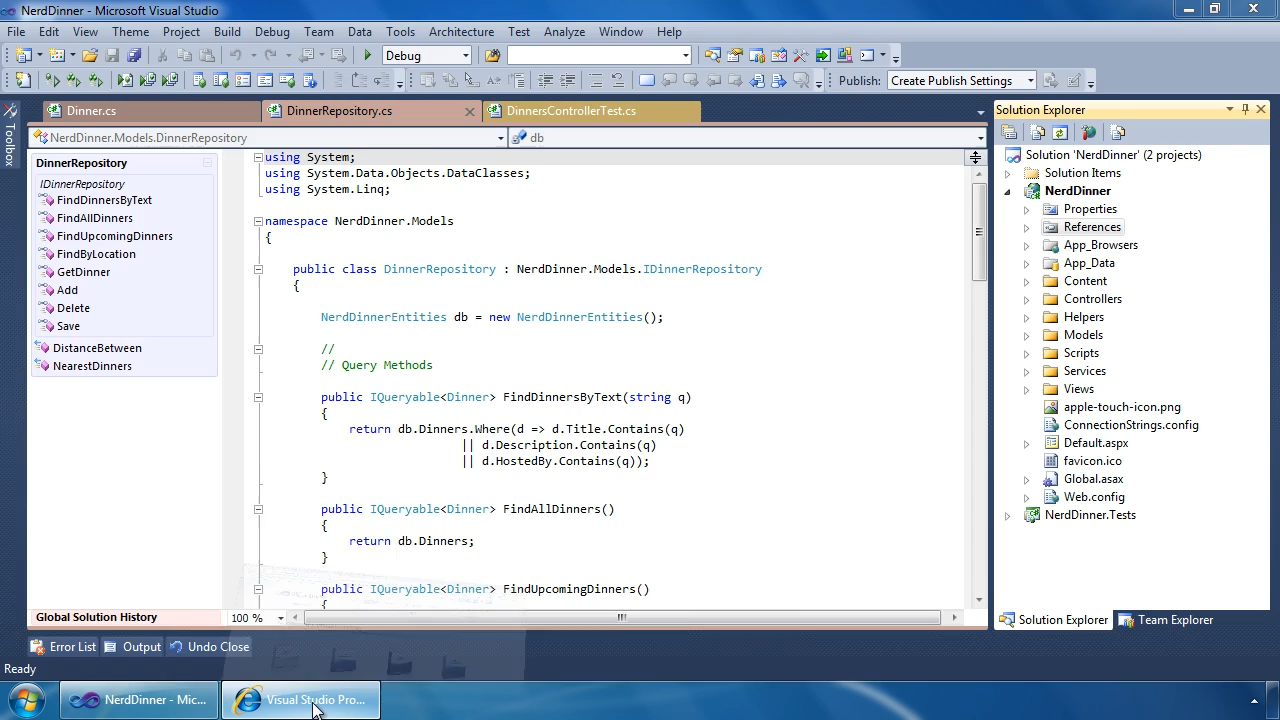 NerdDinner - Microsoft Visual Studio
File Edit View Theme Project Build Debug Team Data Tools Architecture Test Analyze Window Help
Debug
Publish: Create Publish Settings
Dinner.cs DinnerRepository.cs DinnersControllerTest.cs
NerdDinner.Models.DinnerRepository db
Toolbox
DinnerRepository
IDinnerRepository
FindDinnersByText
FindAllDinners
FindUpcomingDinners
FindByLocation
GetDinner
Add
Delete
Save
DistanceBetween
NearestDinners
Global Solution History
using System;
using System.Data.Objects.DataClasses;
using System.Linq;
namespace NerdDinner.Models
{
public class DinnerRepository : NerdDinner.Models.IDinnerRepository
{
NerdDinnerEntities db = new NerdDinnerEntities();
//
// Query Methods
public IQueryable<Dinner> FindDinnersByText(string q)
{
return db.Dinners.Where(d => d.Title.Contains(q)
|| d.Description.Contains(q)
|| d.HostedBy.Contains(q));
}
public IQueryable<Dinner> FindAllDinners()
{
return db.Dinners;
}
public IQueryable<Dinner> FindUpcomingDinners()
{
100 %
Solution Explorer
Solution 'NerdDinner' (2 projects)
Solution Items
NerdDinner
Properties
References
App_Browsers
App_Data
Content
Controllers
Helpers
Models
Scripts
Services
Views
apple-touch-icon.png
ConnectionStrings.config
Default.aspx
favicon.ico
Global.asax
Web.config
NerdDinner.Tests
Solution Explorer Team Explorer
Error List Output Undo Close
Ready
NerdDinner - Mic... Visual Studio Pro...